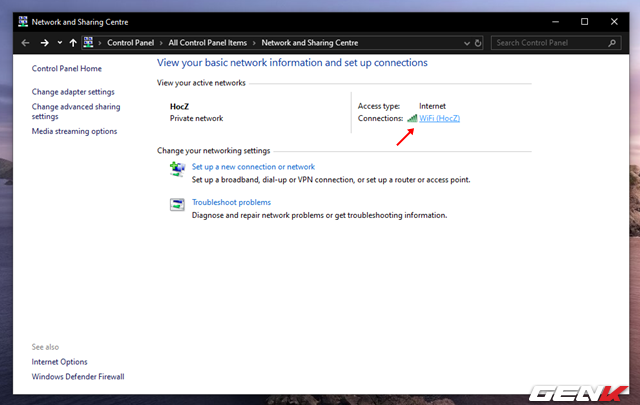 Network and Sharing Centre
Control Panel > All Control Panel Items > Network and Sharing Centre
Search Control Panel
Control Panel Home
Change adapter settings
Change advanced sharing
settings
Media streaming options
View your basic network information and set up connections
View your active networks
HocZ
Private network
Access type: Internet
Connections: WiFi (HocZ)
Change your networking settings
Set up a new connection or network
Set up a broadband, dial-up or VPN connection, or set up a router or access point.
Troubleshoot problems
Diagnose and repair network problems or get troubleshooting information.
See also
Internet Options
Windows Defender Firewall
GENK